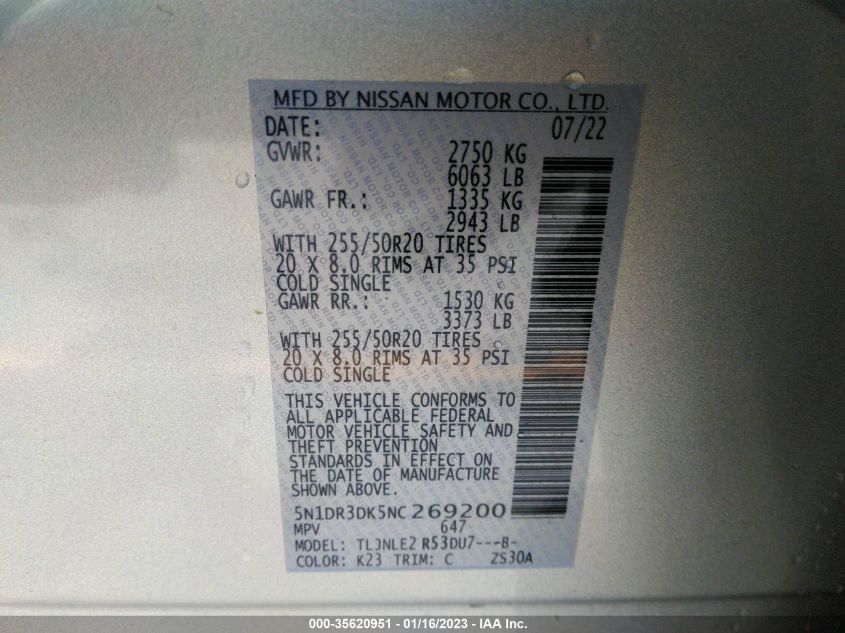 MFD BY NISSAN MOTOR CO., LTD.
DATE: 07/22
GVWR: 2750 KG
6063 LB
GAWR FR.: 1335 KG
2943 LB
WITH 255/50R20 TIRES
20 X 8.0 RIMS AT 35 PSI
COLD SINGLE
GAWR RR.: 1530 KG
3373 LB
WITH 255/50R20 TIRES
20 X 8.0 RIMS AT 35 PSI
COLD SINGLE
THIS VEHICLE CONFORMS TO
ALL APPLICABLE FEDERAL
MOTOR VEHICLE SAFETY AND
THEFT PREVENTION
STANDARDS IN EFFECT ON
THE DATE OF MANUFACTURE
SHOWN ABOVE.
5N1DR3DK5NC269200
MPV 647
MODEL: TLJNLE2 R53DU7---B-
COLOR: K23 TRIM: C ZS30A
000-35620951 - 01/16/2023 - IAA Inc.